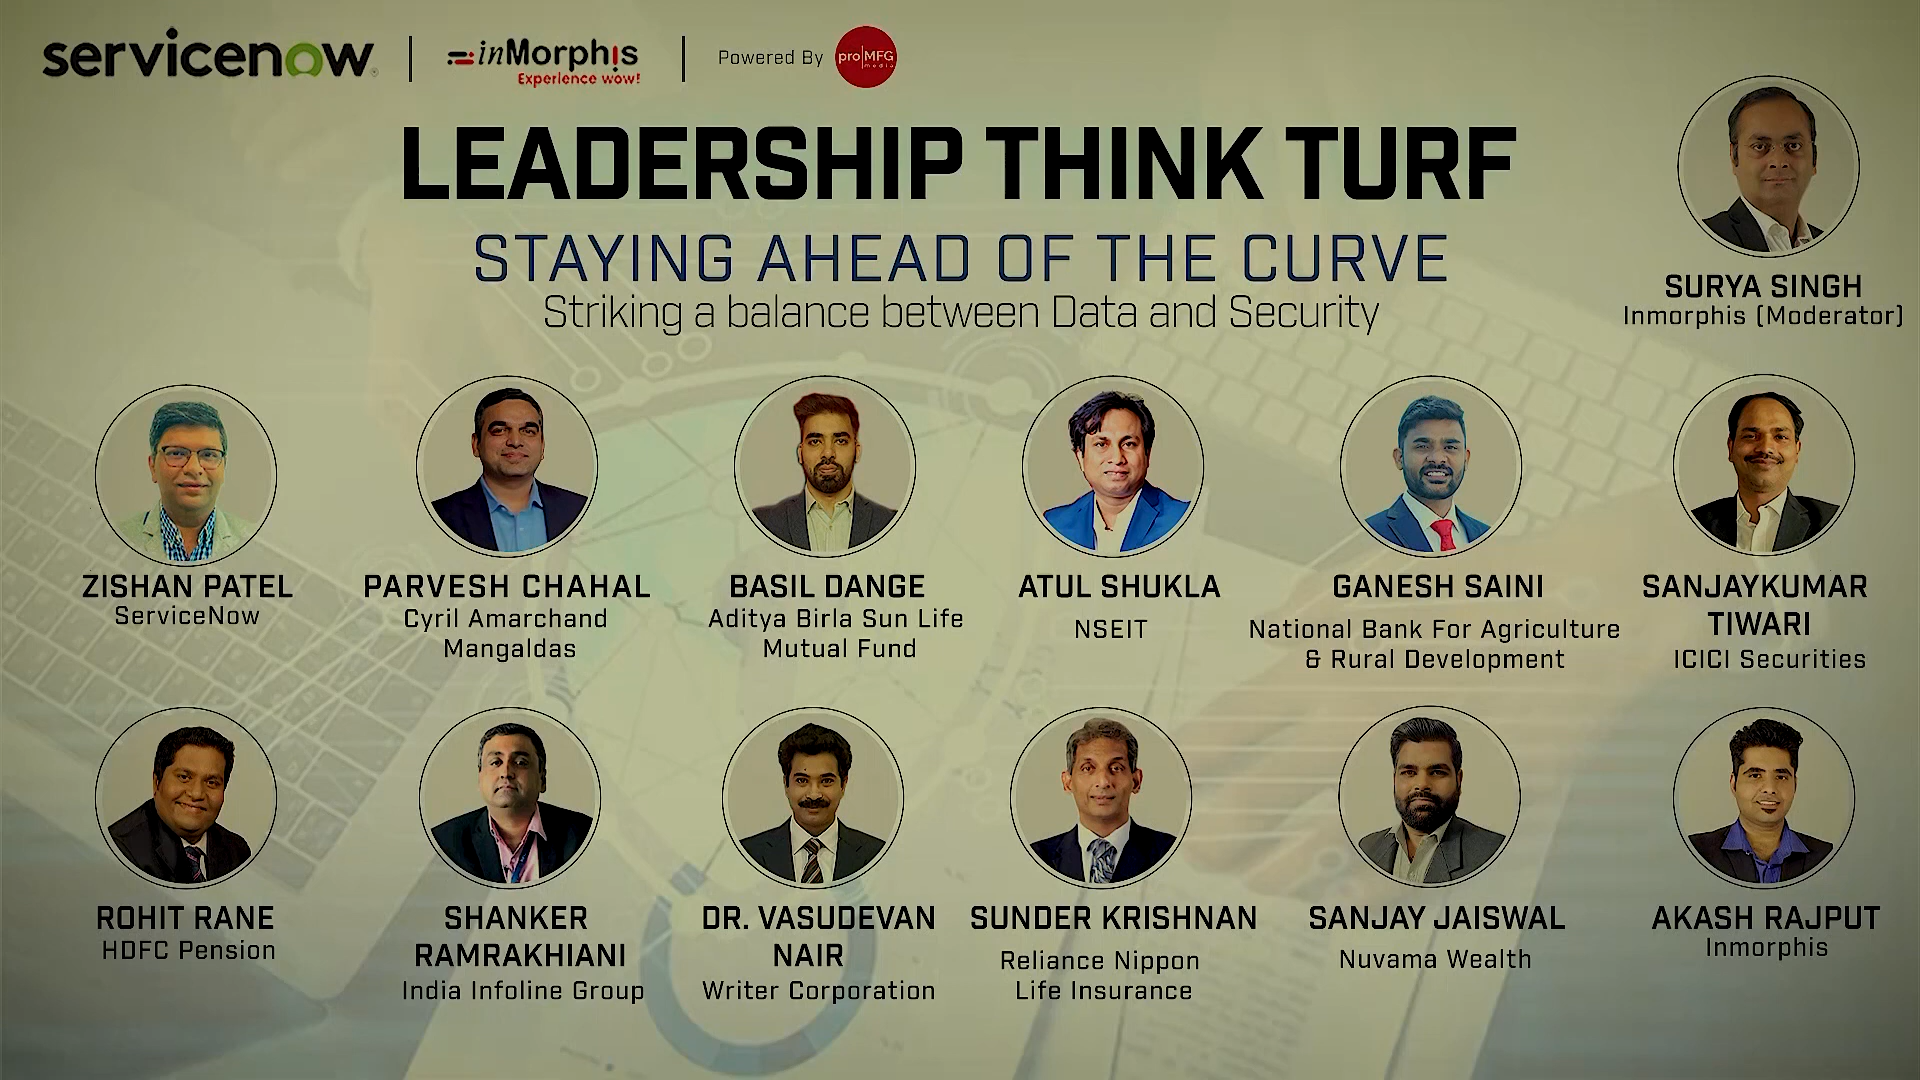 servicenow
inMorphis
Experience wow!
Powered By
pro|MFG
media
LEADERSHIP THINK TURF
STAYING AHEAD OF THE CURVE
Striking a balance between Data and Security
SURYA SINGH
Inmorphis (Moderator)
ZISHAN PATEL
ServiceNow
PARVESH CHAHAL
Cyril Amarchand
Mangaldas
BASIL DANGE
Aditya Birla Sun Life
Mutual Fund
ATUL SHUKLA
NSEIT
GANESH SAINI
National Bank For Agriculture
& Rural Development
SANJAYKUMAR
TIWARI
ICICI Securities
ROHIT RANE
HDFC Pension
SHANKER
RAMRAKHIANI
India Infoline Group
DR. VASUDEVAN
NAIR
Writer Corporation
SUNDER KRISHNAN
Reliance Nippon
Life Insurance
SANJAY JAISWAL
Nuvama Wealth
AKASH RAJPUT
Inmorphis